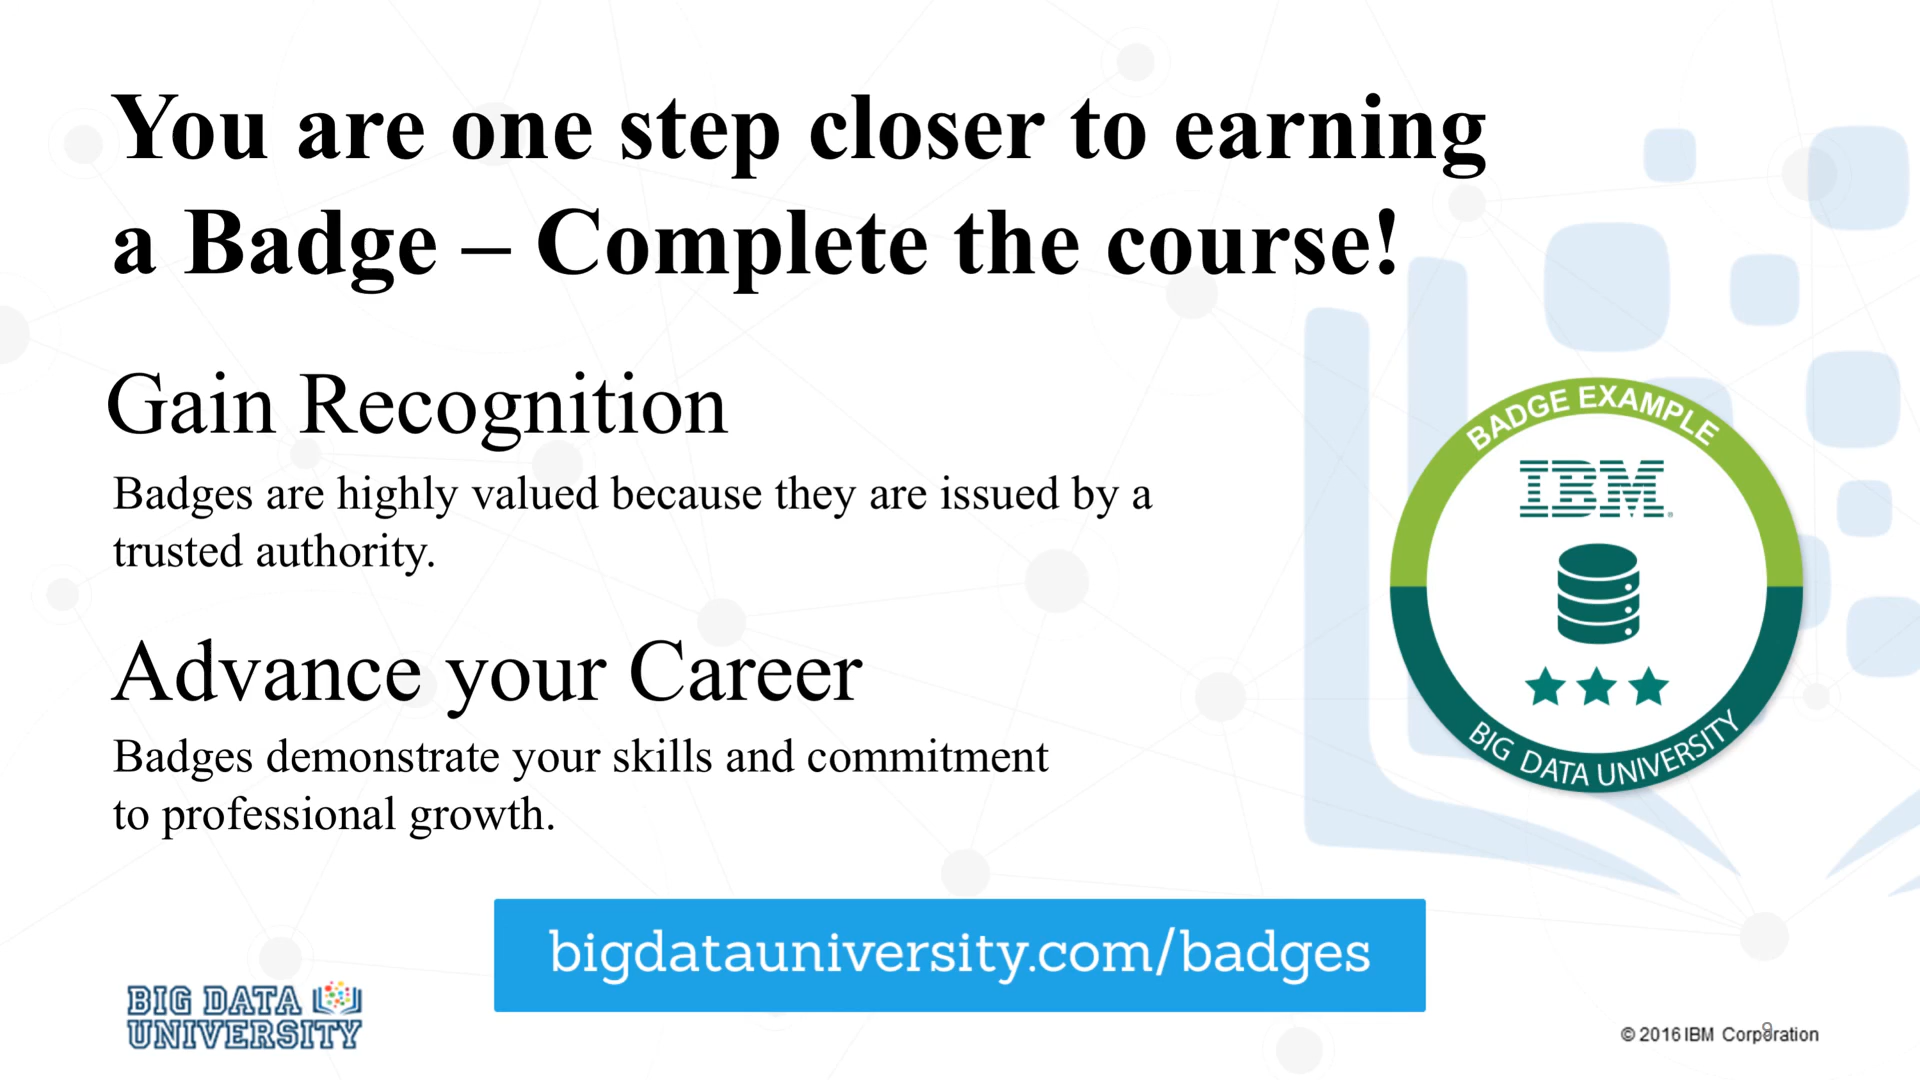 You are one step closer to earning
a Badge – Complete the course!
Gain Recognition
Badges are highly valued because they are issued by a
trusted authority.
Advance your Career
Badges demonstrate your skills and commitment
to professional growth.
BADGE EXAMPLE
IBM
BIG DATA UNIVERSITY
bigdatauniversity.com/badges
BIG DATA
UNIVERSITY
9
© 2016 IBM Corporation